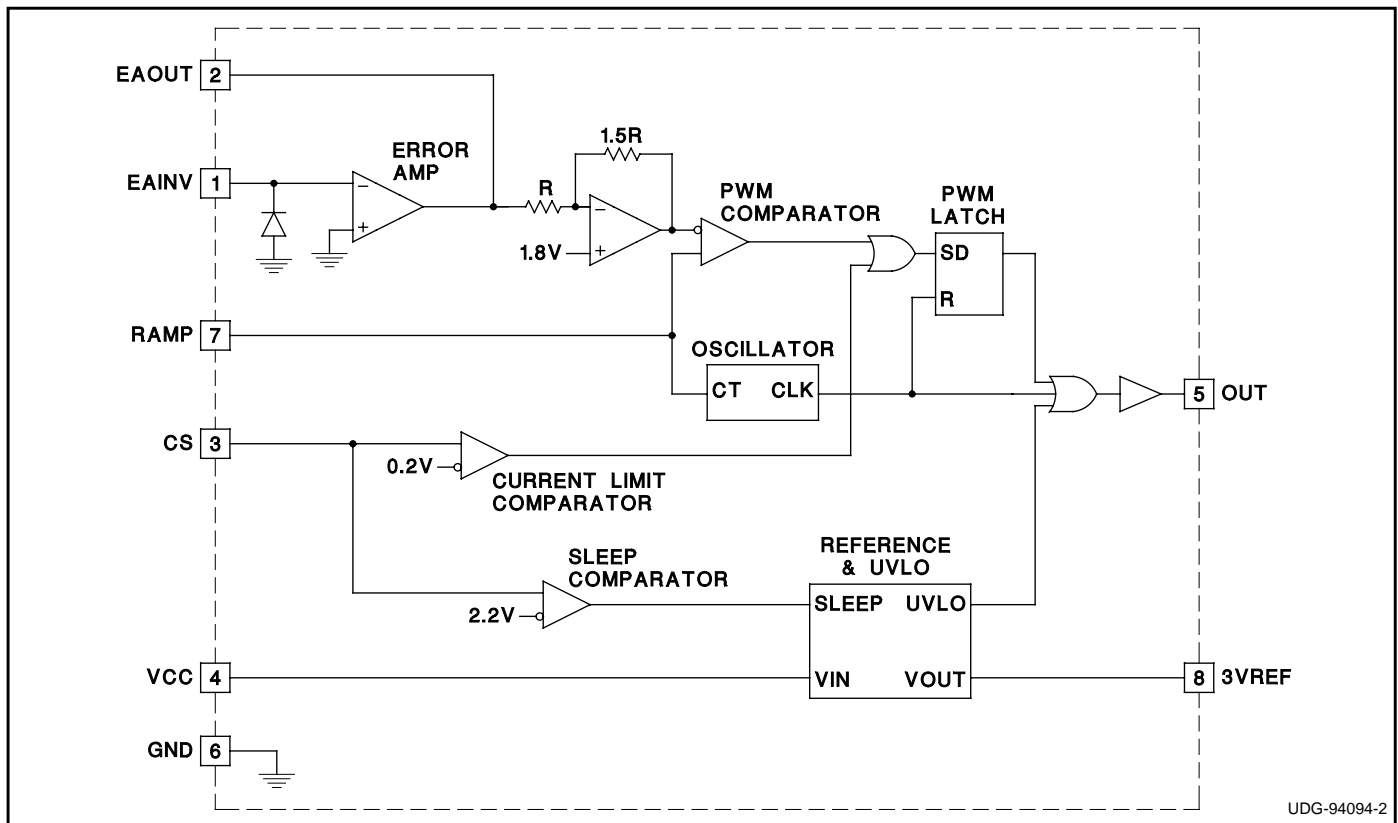 EAOUT 2
EAINV 1
ERROR
AMP
−
+
R
1.5R
−
+
1.8V
PWM
COMPARATOR
PWM
LATCH
SD
R
RAMP 7
OSCILLATOR
CT CLK
5 OUT
CS 3
0.2V
CURRENT LIMIT
COMPARATOR
SLEEP
COMPARATOR
2.2V
REFERENCE
& UVLO
SLEEP UVLO
VIN VOUT
VCC 4
8 3VREF
GND 6
UDG-94094-2